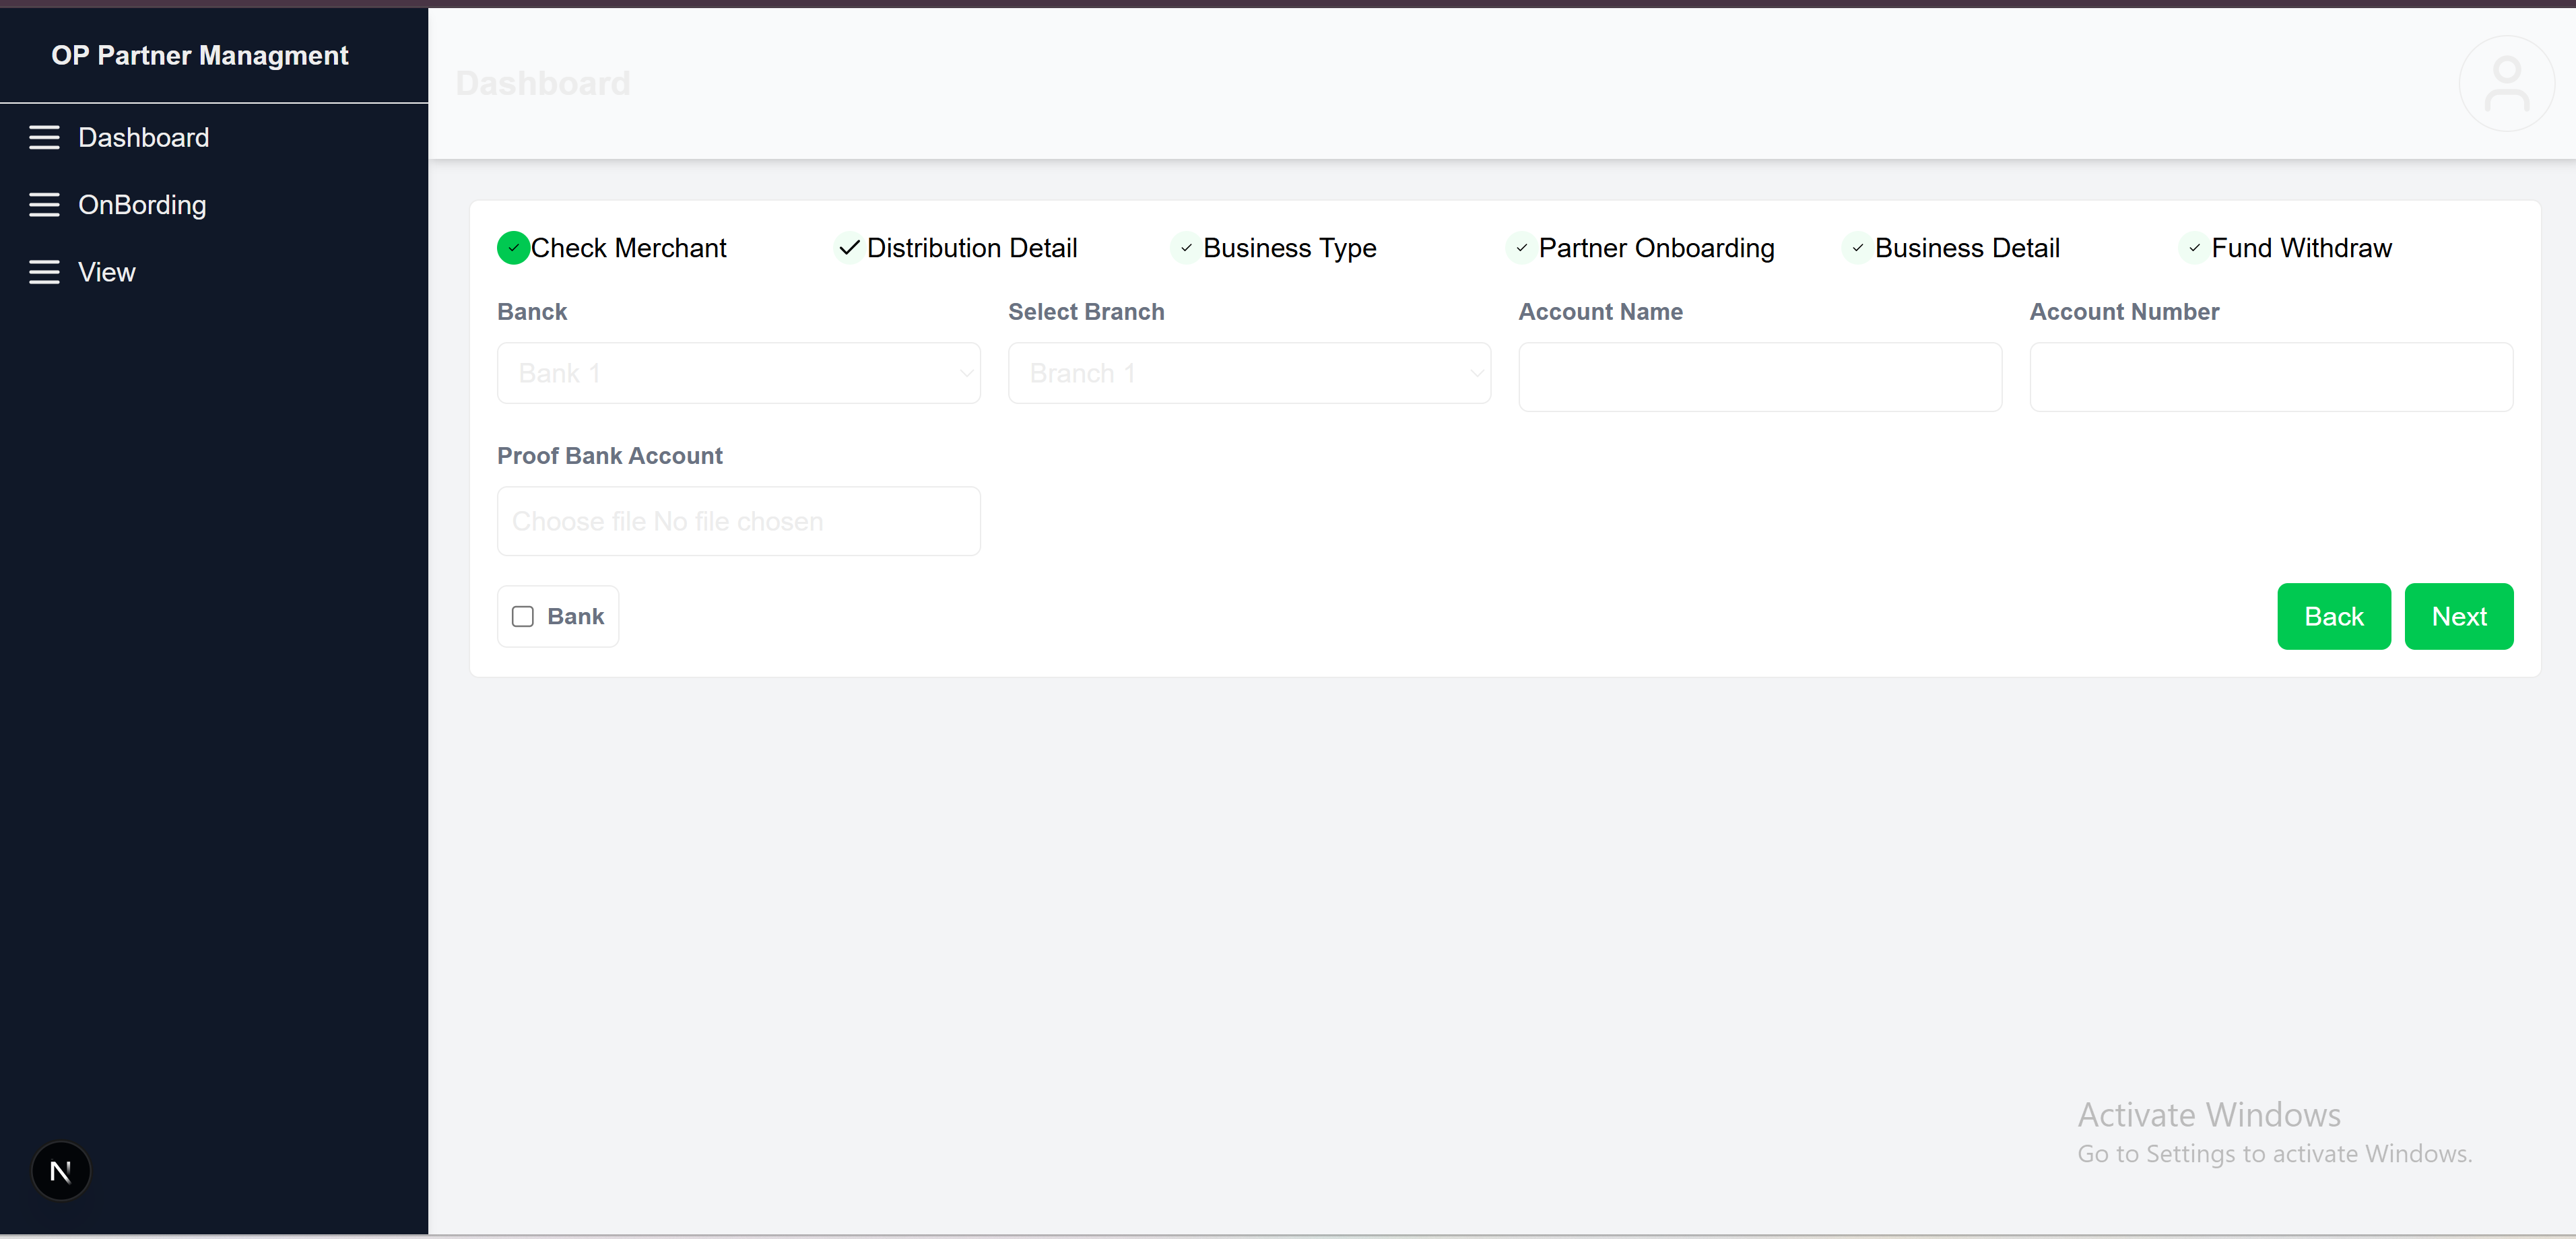 OP Partner Managment
Dashboard
OnBording
View
Dashboard
Check Merchant
Distribution Detail
Business Type
Partner Onboarding
Business Detail
Fund Withdraw
Banck
Select Branch
Account Name
Account Number
Bank 1
Branch 1
Proof Bank Account
Choose file No file chosen
Bank
Back
Next
Activate Windows
Go to Settings to activate Windows.
N